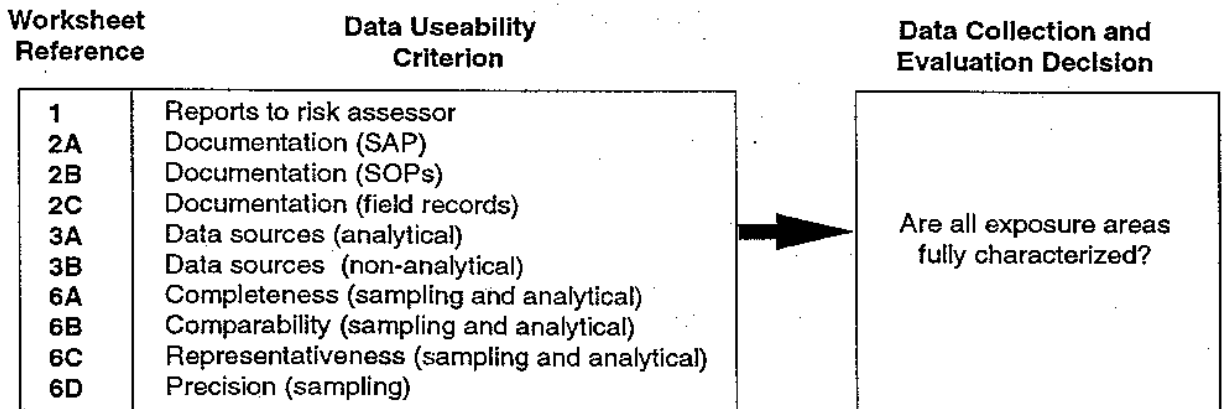 Worksheet Reference
Data Useability Criterion
Data Collection and Evaluation Decision
1 Reports to risk assessor
2A Documentation (SAP)
2B Documentation (SOPs)
2C Documentation (field records)
3A Data sources (analytical)
3B Data sources (non-analytical)
6A Completeness (sampling and analytical)
6B Comparability (sampling and analytical)
6C Representativeness (sampling and analytical)
6D Precision (sampling)
Are all exposure areas
fully characterized?